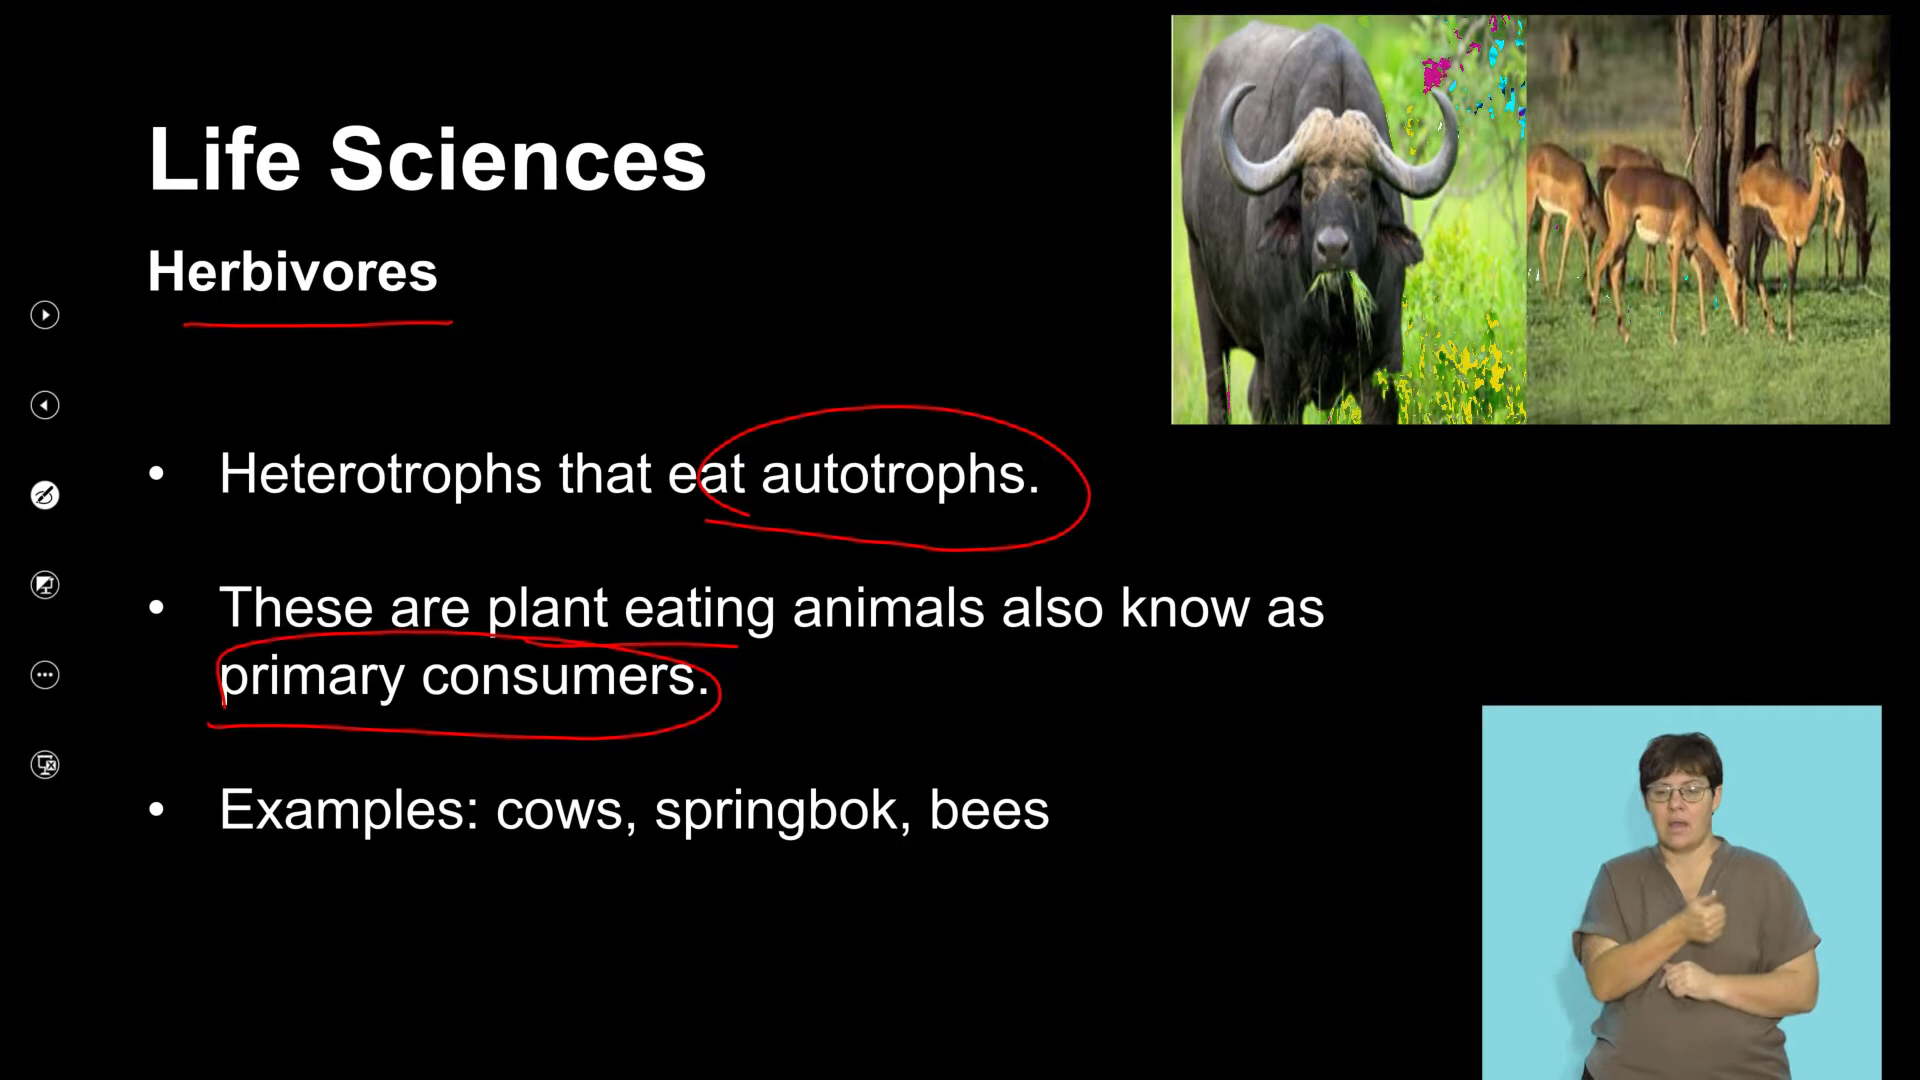 Life Sciences
Herbivores
• Heterotrophs that eat autotrophs.
• These are plant eating animals also know as
primary consumers.
• Examples: cows, springbok, bees